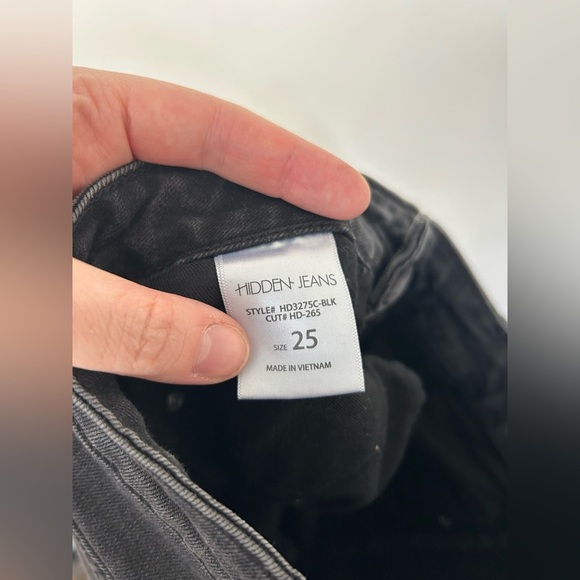 HIDDEN JEANS
STYLE# HD3275C-BLK
CUT# HD-265
SIZE 25
MADE IN VIETNAM